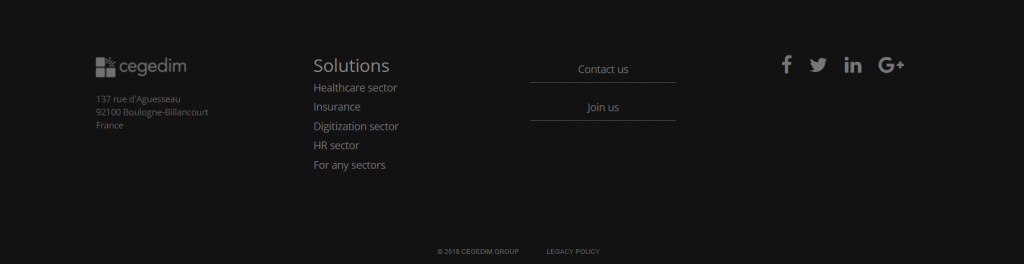 cegedim
137 rue d'Aguesseau
92100 Boulogne-Billancourt
France
Solutions
Healthcare sector
Insurance
Digitization sector
HR sector
For any sectors
Contact us
Join us
© 2018 CEGEDIM GROUP
LEGACY POLICY